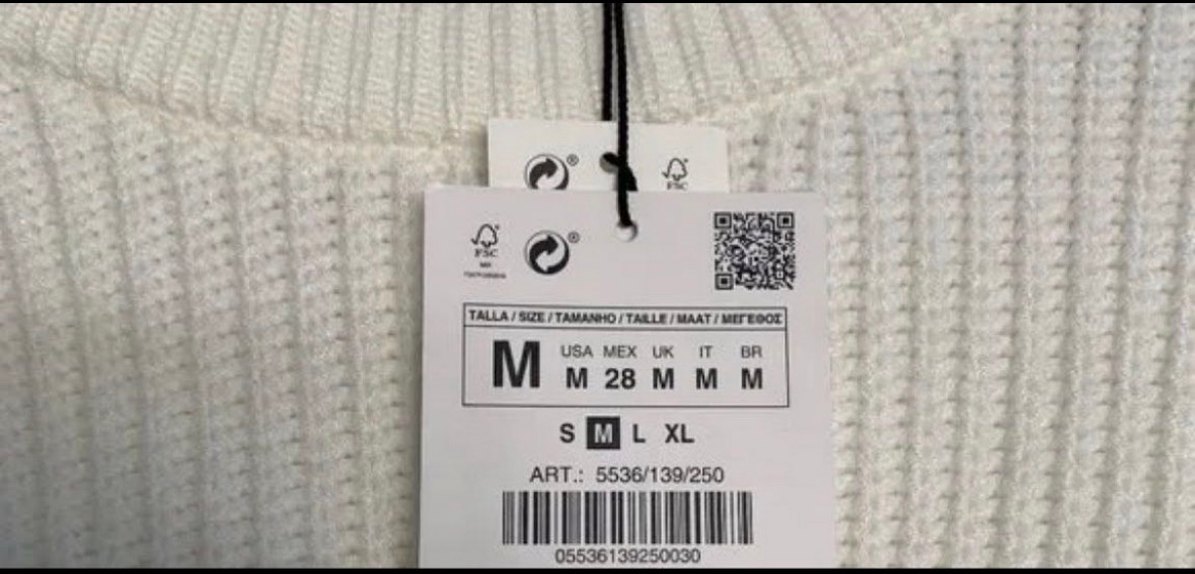 FSC
FSC
TALLA / SIZE / TAMANHO / TAILLE / MAAT / ΜΕΓΕΘΟΣ
M
USA MEX UK IT BR
M 28 M M M
S M L XL
ART.: 5536/139/250
05536139250030